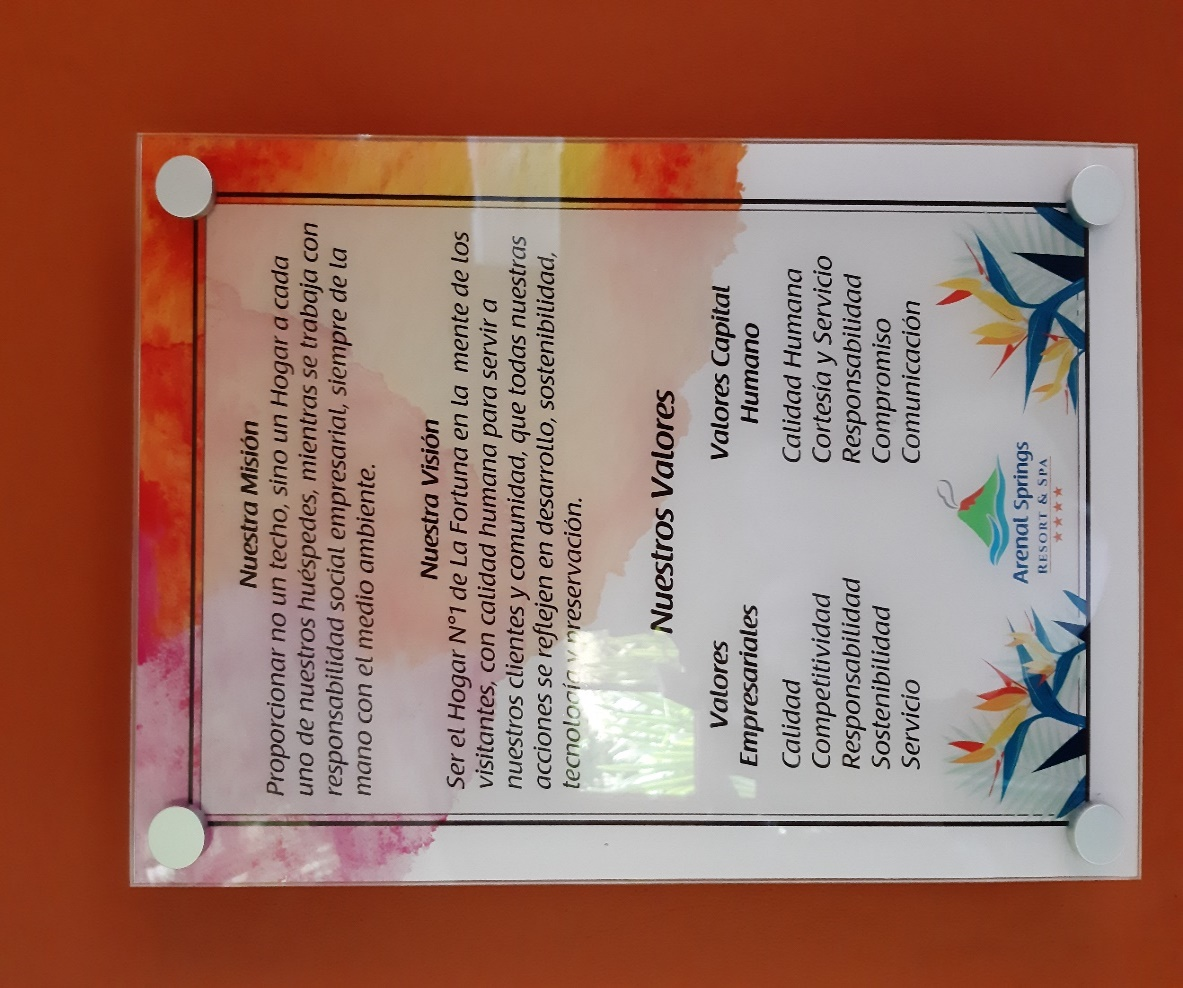 Nuestra Misión
Proporcionar no un techo, sino un Hogar a cada
uno de nuestros huéspedes, mientras se trabaja con
responsabilidad social empresarial, siempre de la
mano con el medio ambiente.
Nuestra Visión
Ser el Hogar N°1 de La Fortuna en la mente de los
visitantes, con calidad humana para servir a
nuestros clientes y comunidad, que todas nuestras
acciones se reflejen en desarrollo, sostenibilidad,
tecnología y preservación.
Nuestros Valores
Valores
Empresariales
Calidad
Competitividad
Responsabilidad
Sostenibilidad
Servicio
Valores Capital
Humano
Calidad Humana
Cortesía y Servicio
Responsabilidad
Compromiso
Comunicación
Arenal Springs
RESORT & SPA